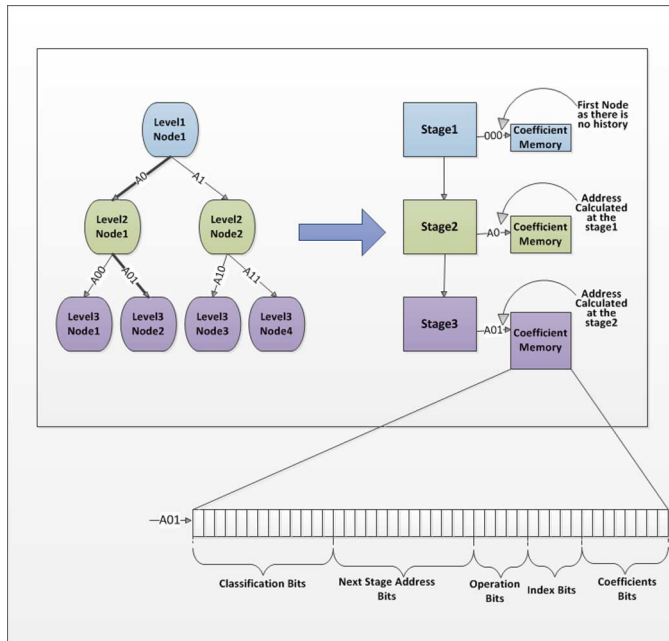 Level1
Node1
A0
A1
Level2
Node1
Level2
Node2
A00
A01
A10
A11
Level3
Node1
Level3
Node2
Level3
Node3
Level3
Node4
Stage1
000
Coefficient
Memory
First Node
as there is
no history
Stage2
A0
Coefficient
Memory
Address
Calculated
at the
stage1
Stage3
A01
Coefficient
Memory
Address
Calculated
at the
stage2
A01
Classification Bits
Next Stage Address
Bits
Operation
Bits
Index Bits
Coefficients
Bits